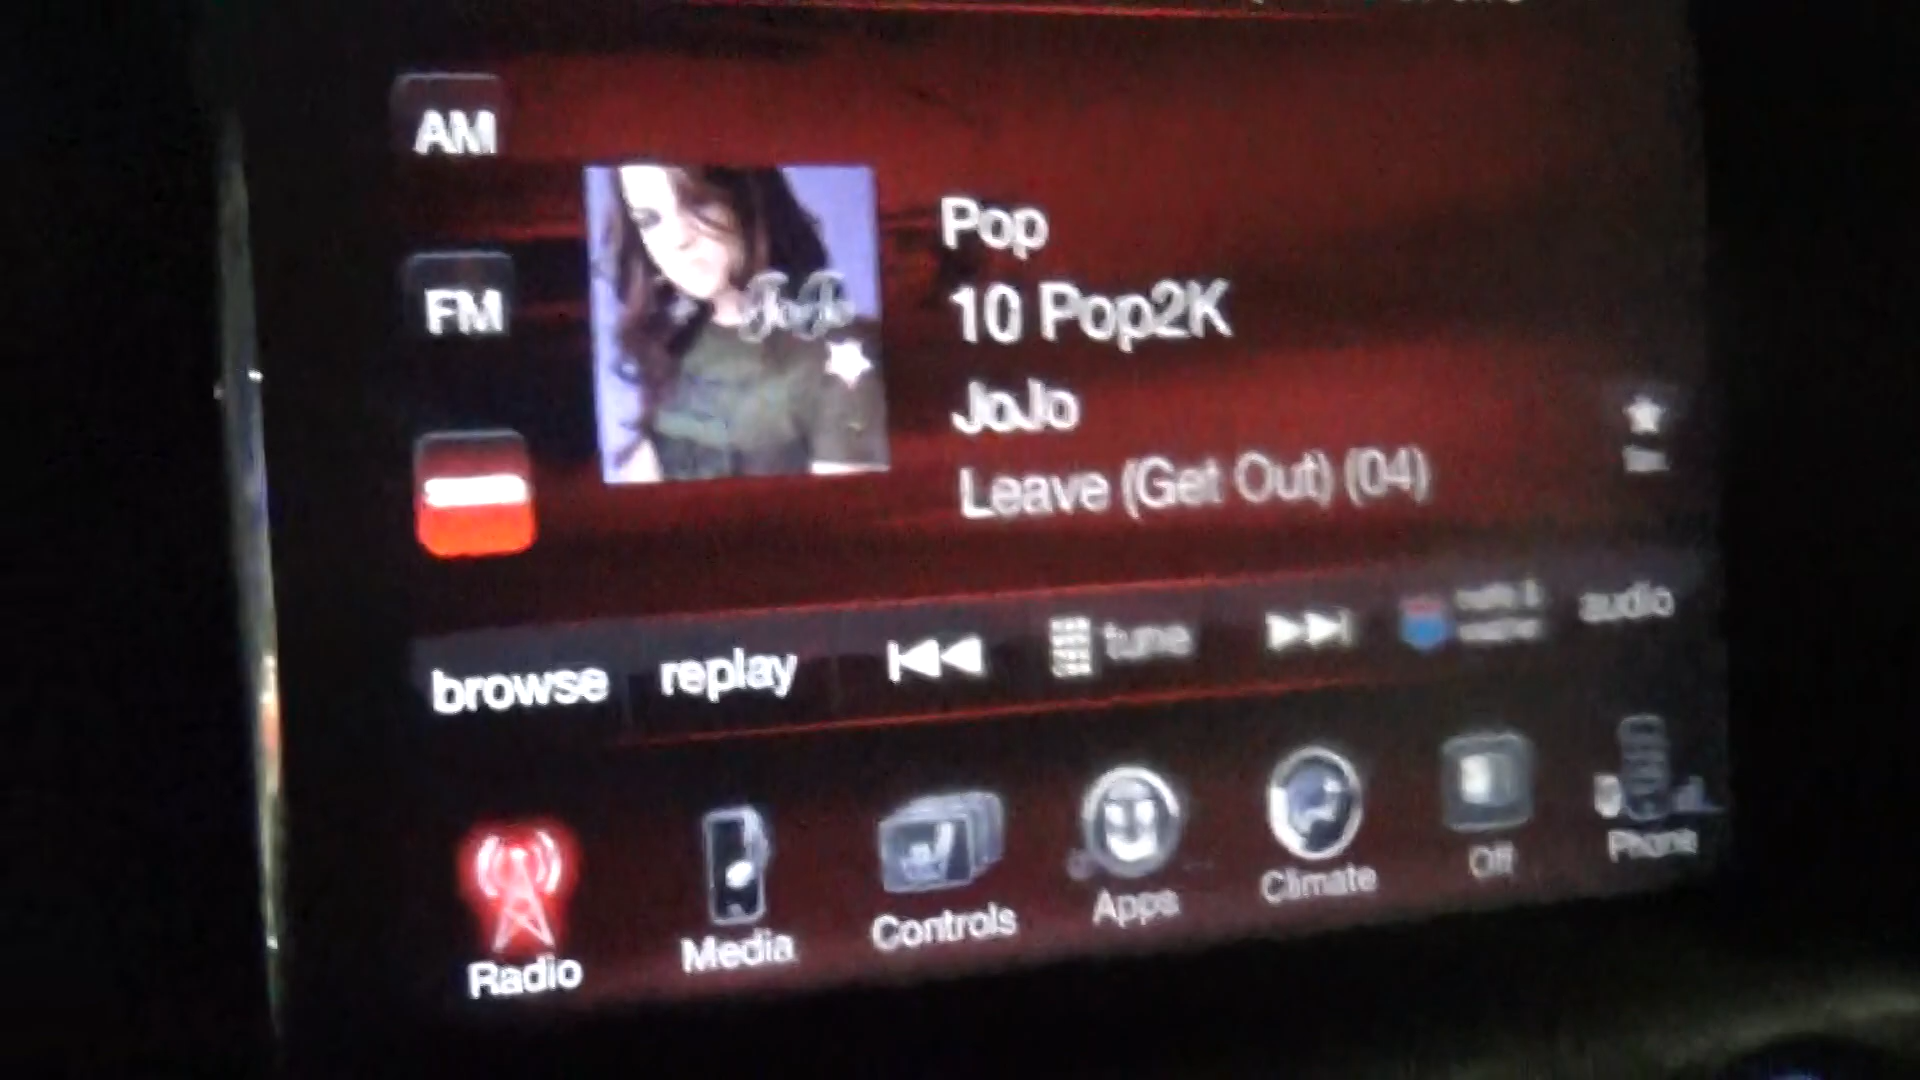 AM
FM
JoJo
Pop
10 Pop2K
JoJo
Leave (Get Out) (04)
browse
replay
tune
audio
Radio
Media
Controls
Apps
Climate
Off
Phone